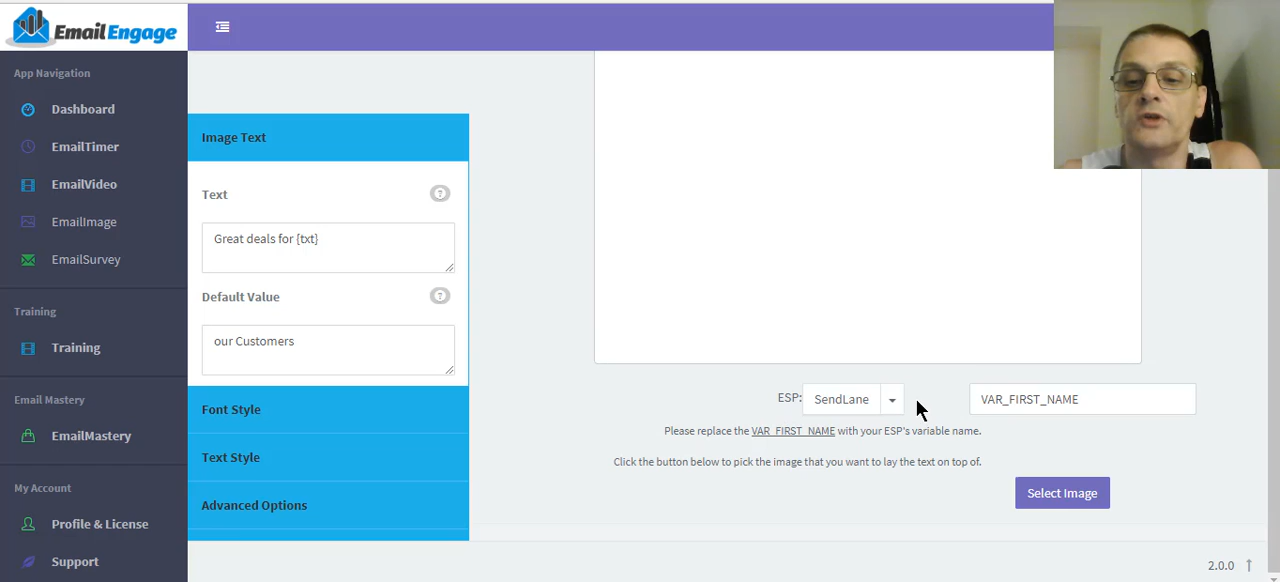 EmailEngage
App Navigation
Dashboard
EmailTimer
EmailVideo
EmailImage
EmailSurvey
Training
Training
Email Mastery
EmailMastery
My Account
Profile & License
Support
Image Text
Text
?
Great deals for {txt}
Default Value
?
our Customers
Font Style
Text Style
Advanced Options
ESP: SendLane
VAR_FIRST_NAME
Please replace the VAR_FIRST_NAME with your ESP's variable name.
Click the button below to pick the image that you want to lay the text on top of.
Select Image
2.0.0